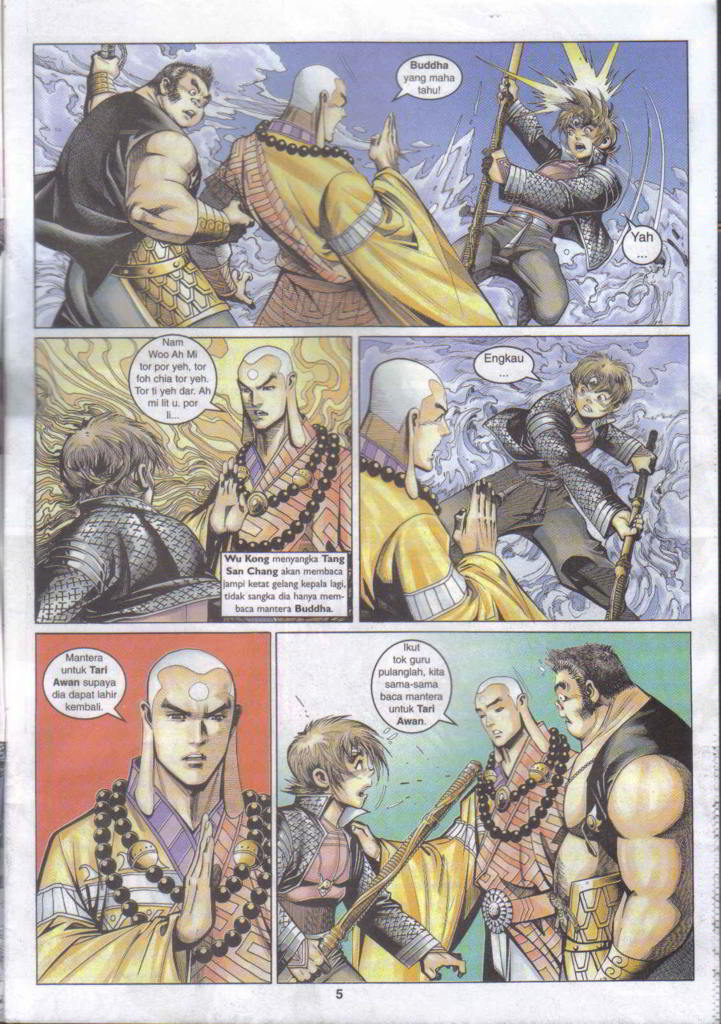 Buddha
yang maha
tahu!
Yah
...
Nam
Woo Ah Mi
tor por yeh, tor
foh chia tor yeh.
Tor ti yeh dar. Ah
mi lit u. por
li...
Wu Kong menyangka Tang
San Chang akan membaca
jampi ketat gelang kepala lagi,
tidak sangka dia hanya mem-
baca mantera Buddha.
Engkau
...
Mantera
untuk Tari
Awan supaya
dia dapat lahir
kembali.
Ikut
tok guru
pulanglah, kita
sama-sama
baca mantera
untuk Tari
Awan.
5